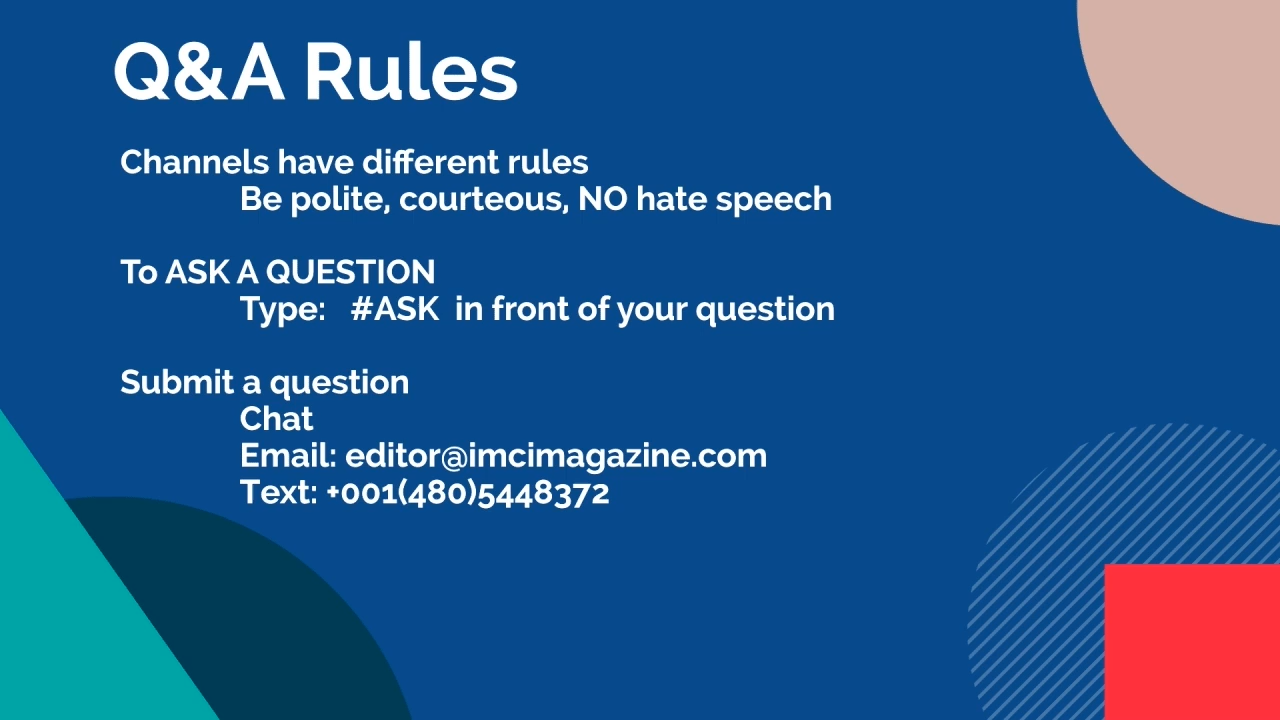 Q&A Rules
Channels have different rules
Be polite, courteous, NO hate speech
To ASK A QUESTION
Type: #ASK in front of your question
Submit a question
Chat
Email: editor@imcimagazine.com
Text: +001(480)5448372